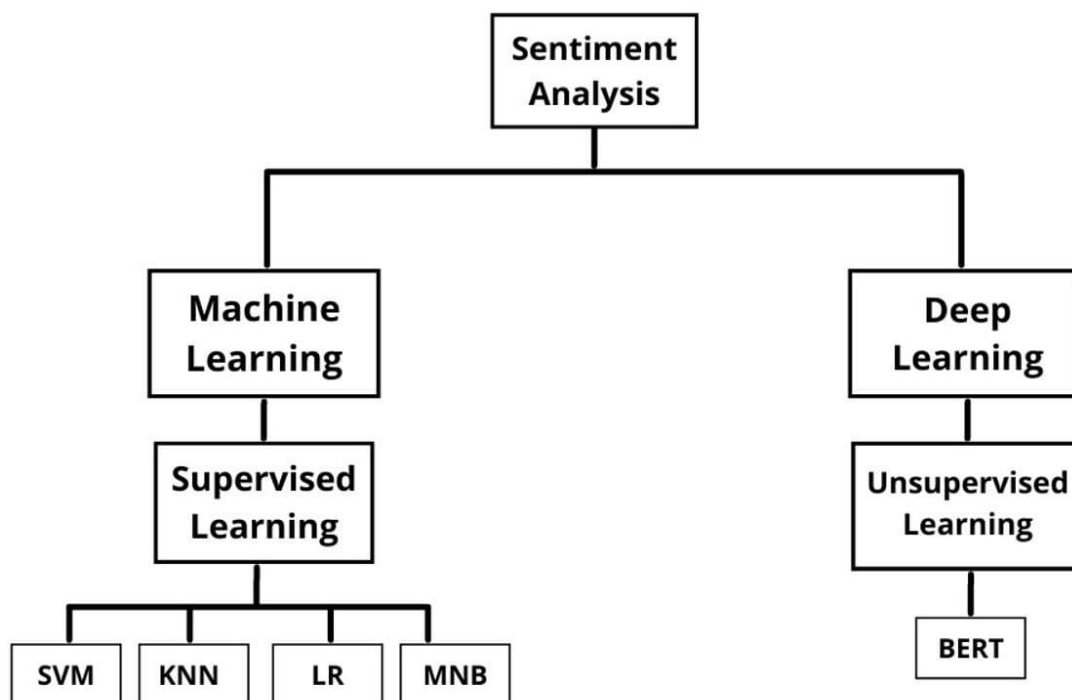 Sentiment
Analysis
Machine
Learning
Deep
Learning
Supervised
Learning
Unsupervised
Learning
SVM
KNN
LR
MNB
BERT